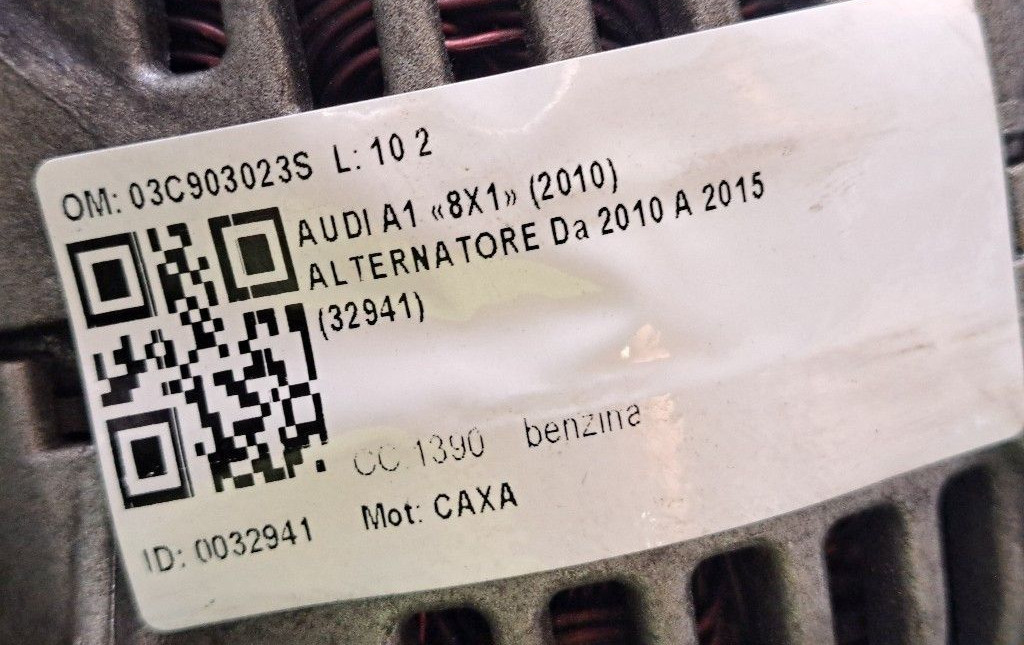 OM: 03C903023S L: 10 2
AUDI A1 «8X1» (2010)
ALTERNATORE Da 2010 A 2015
(32941)
CC: 1390 benzina
Mot: CAXA
ID: 0032941